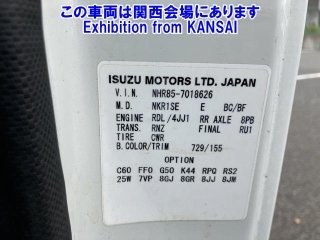 この車両は関西会場にあります
Exhibition from KANSAI
ISUZU MOTORS LTD. JAPAN
V.I.N. NHR85-7018626
M.D. NKR1SE E BC/BF
ENGINE RDL/4JJ1 RR AXLE 8PB
TRANS. RNZ FINAL RU1
TIRE CWR
B.COLOR/TRIM 729/155
OPTION
C60 FF0 G50 K44 RPQ RS2
25W 7VP 8GJ 8GR 8JJ 8JM